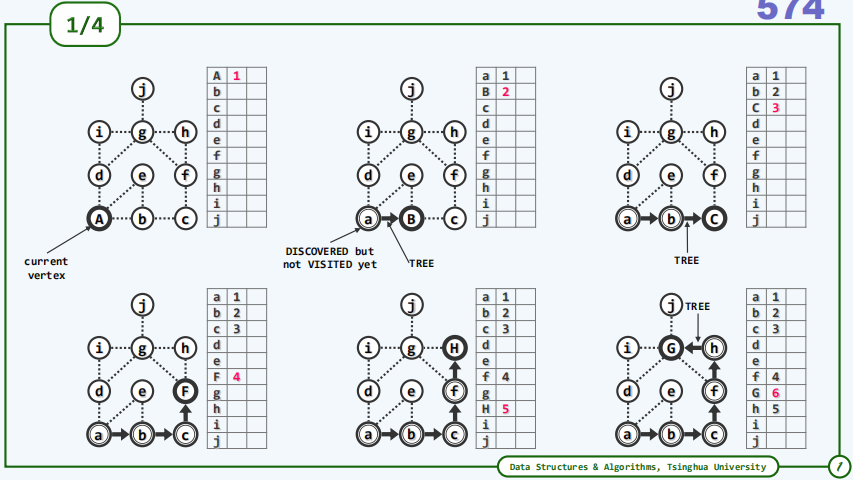 574
1/4
j
i g h
d e f
A b c
A 1
b
c
d
e
f
g
h
i
j
current
vertex
j
i g h
d e f
a B c
a 1
B 2
c
d
e
f
g
h
i
j
DISCOVERED but
not VISITED yet
TREE
j
i g h
d e f
a b C
a 1
b 2
C 3
d
e
f
g
h
i
j
TREE
j
i g h
d e F
a b c
a 1
b 2
c 3
d
e
F 4
g
h
i
j
j
i g H
d e f
a b c
a 1
b 2
c 3
d
e
f 4
g
H 5
i
j
j TREE
i G h
d e f
a b c
a 1
b 2
c 3
d
e
f 4
G 6
h 5
i
j
Data Structures & Algorithms, Tsinghua University